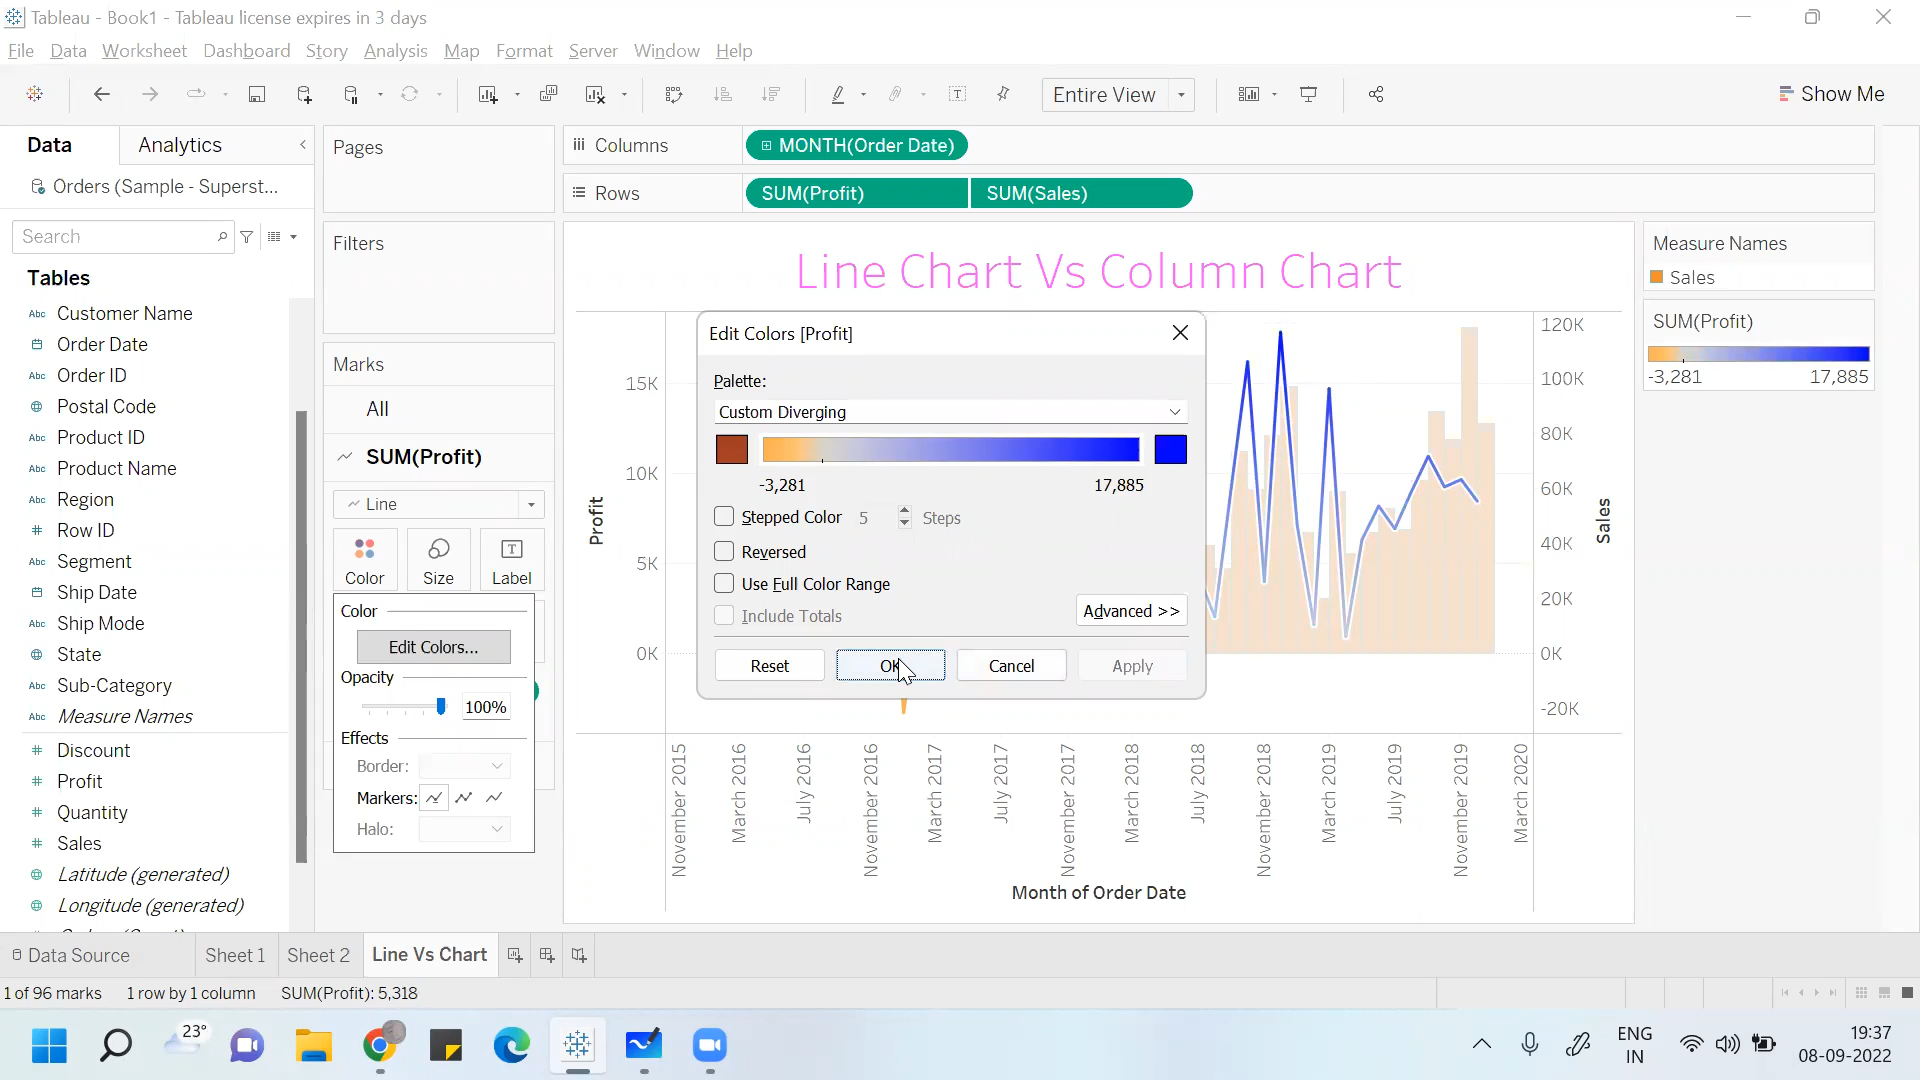 Tableau - Book1 - Tableau license expires in 3 days
File Data Worksheet Dashboard Story Analysis Map Format Server Window Help
Entire View
Show Me
Data
Analytics
Orders (Sample - Superst...
Search
Tables
Abc Customer Name
Order Date
Abc Order ID
Postal Code
Abc Product ID
Abc Product Name
Abc Region
# Row ID
Abc Segment
Ship Date
Abc Ship Mode
State
Abc Sub-Category
Abc Measure Names
# Discount
# Profit
# Quantity
# Sales
Latitude (generated)
Longitude (generated)
Pages
Filters
Marks
All
SUM(Profit)
Line
Color
Size
Label
Color
Edit Colors...
Opacity
100%
Effects
Border:
Markers:
Halo:
Columns
MONTH(Order Date)
Rows
SUM(Profit)
SUM(Sales)
Line Chart Vs Column Chart
Profit
15K
10K
5K
0K
Edit Colors [Profit]
Palette:
Custom Diverging
-3,281
17,885
Stepped Color 5 Steps
Reversed
Use Full Color Range
Include Totals
Advanced >>
Reset
OK
Cancel
Apply
120K
100K
80K
60K
40K
20K
0K
-20K
Sales
November 2015
March 2016
July 2016
November 2016
March 2017
July 2017
November 2017
March 2018
July 2018
November 2018
March 2019
July 2019
November 2019
March 2020
Month of Order Date
Measure Names
Sales
SUM(Profit)
-3,281
17,885
Data Source
Sheet 1
Sheet 2
Line Vs Chart
1 of 96 marks
1 row by 1 column
SUM(Profit): 5,318
23°
ENG
IN
19:37
08-09-2022